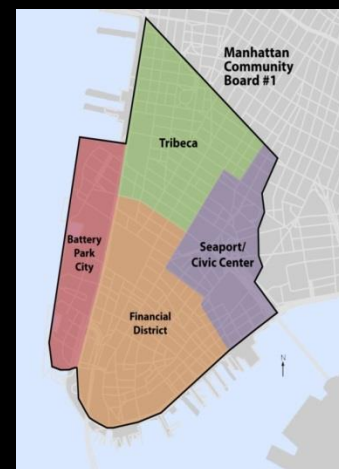 Manhattan
Community
Board #1
Tribeca
Battery
Park
City
Seaport/
Civic Center
Financial
District
N